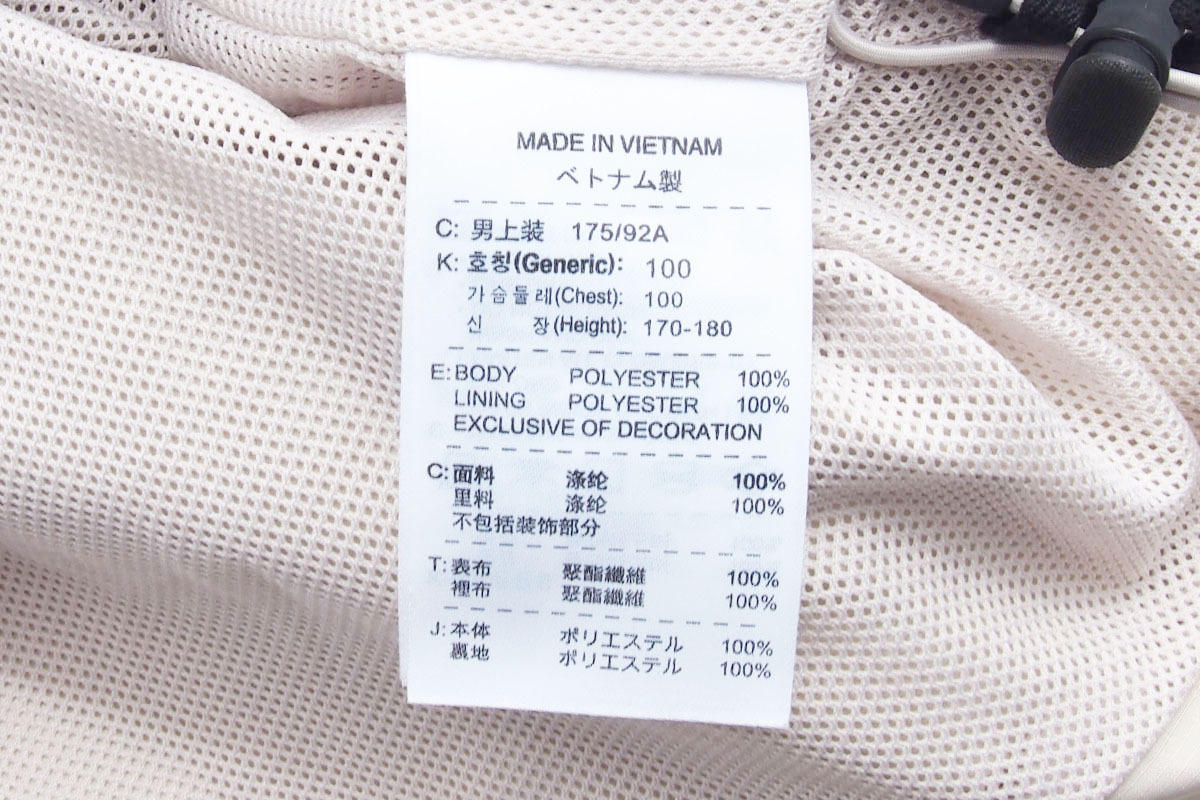 MADE IN VIETNAM
ベトナム製
C: 男上装 175/92A
K: 호칭(Generic): 100
가슴둘레(Chest): 100
신 장(Height): 170-180
E: BODY POLYESTER 100%
LINING POLYESTER 100%
EXCLUSIVE OF DECORATION
C: 面料 涤纶 100%
里料 涤纶 100%
不包括装饰部分
T: 表布 聚酯纖維 100%
裡布 聚酯纖維 100%
J: 本体 ポリエステル 100%
裏地 ポリエステル 100%